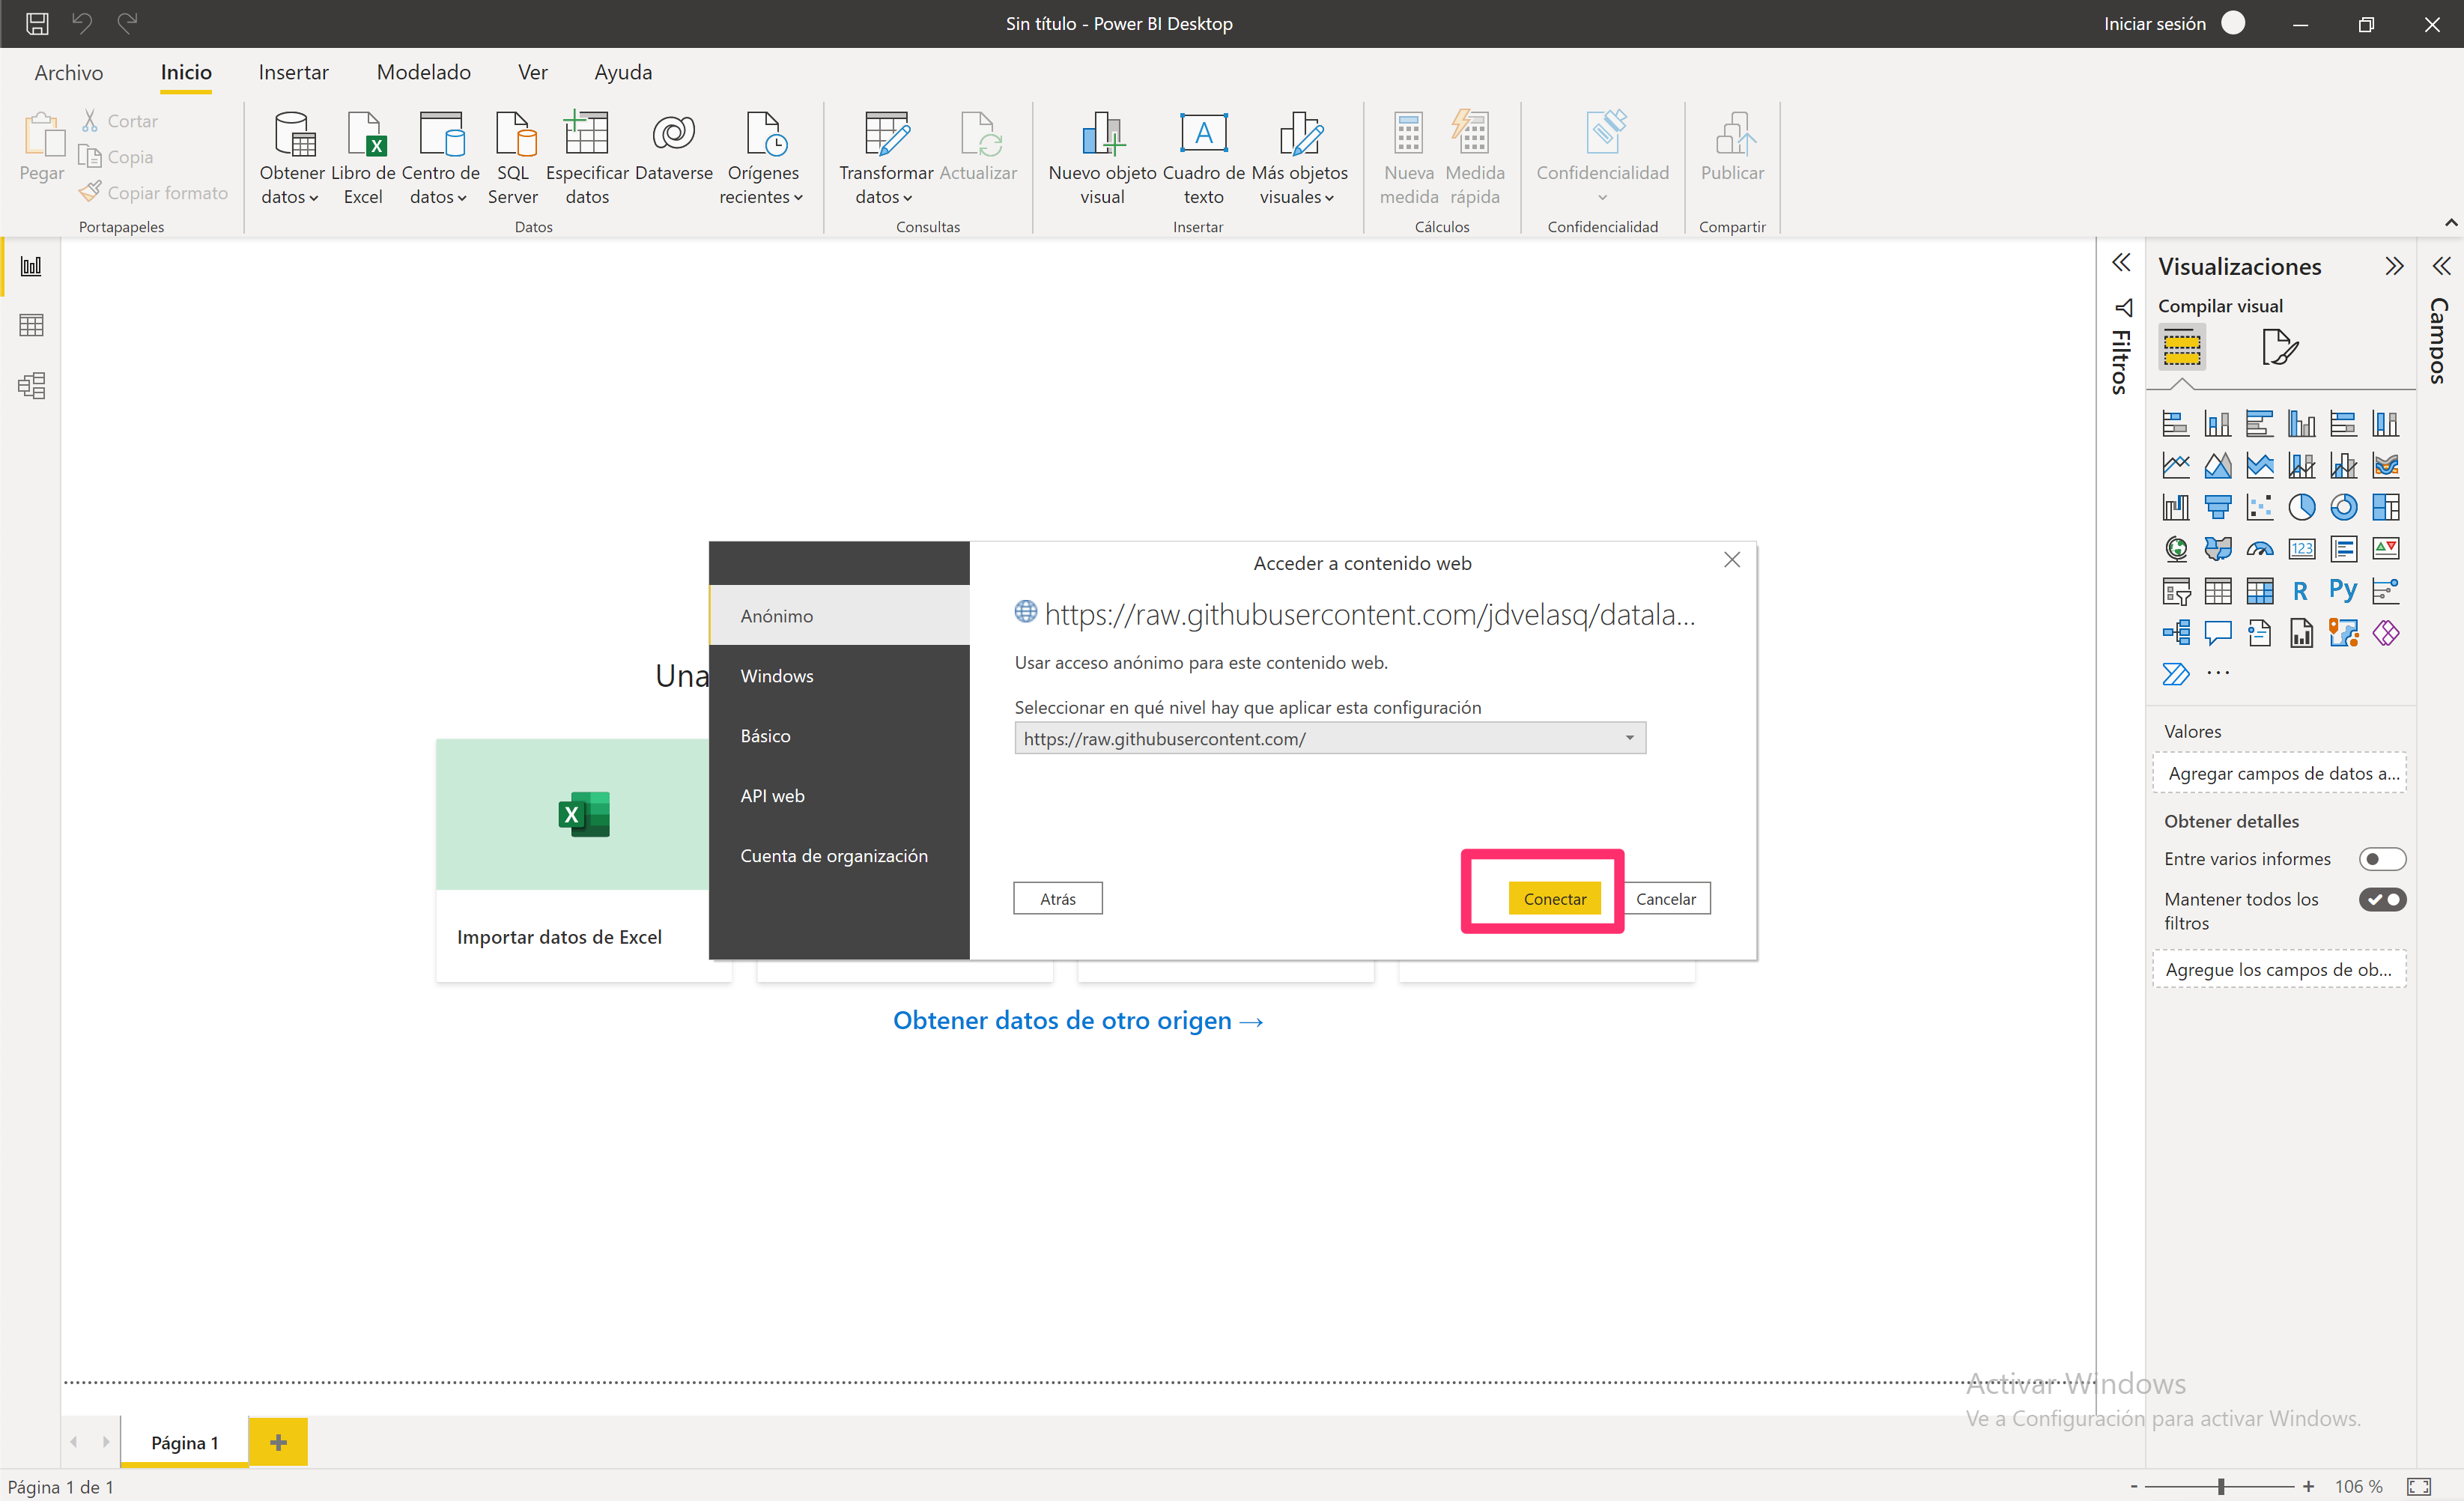 Sin título - Power BI Desktop
Iniciar sesión
Archivo
Inicio
Insertar
Modelado
Ver
Ayuda
Pegar
Cortar
Copia
Copiar formato
Portapapeles
Obtener datos
Libro de Excel
Centro de datos
SQL Server
Especificar datos
Dataverse
Orígenes recientes
Datos
Transformar datos
Actualizar
Consultas
Nuevo objeto visual
Cuadro de texto
Más objetos visuales
Insertar
Nueva medida
Medida rápida
Cálculos
Confidencialidad
Confidencialidad
Publicar
Compartir
Una
Importar datos de Excel
Obtener datos de otro origen →
Acceder a contenido web
Anónimo
Windows
Básico
API web
Cuenta de organización
https://raw.githubusercontent.com/jdvelasq/datala...
Usar acceso anónimo para este contenido web.
Seleccionar en qué nivel hay que aplicar esta configuración
https://raw.githubusercontent.com/
Atrás
Conectar
Cancelar
Filtros
Visualizaciones
Compilar visual
123
R
Py
...
Valores
Agregar campos de datos a...
Obtener detalles
Entre varios informes
Mantener todos los
filtros
Agregue los campos de ob...
Campos
Activar Windows
Ve a Configuración para activar Windows.
Página 1
Página 1 de 1
- + 106 %